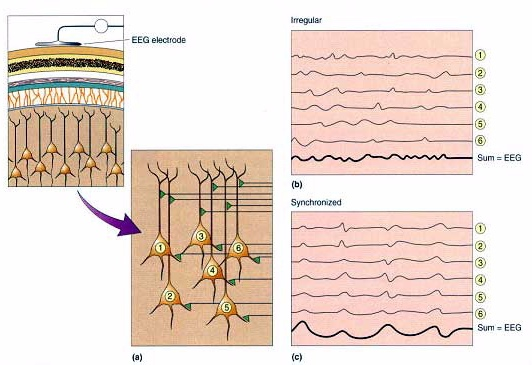 EEG electrode
Irregular
1
2
3
4
5
6
Sum = EEG
(b)
Synchronized
1
2
3
4
5
6
Sum = EEG
(c)
1
3
6
4
2
5
(a)